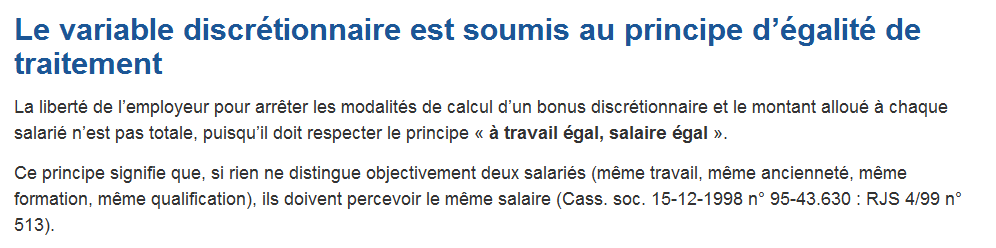 Le variable discrétionnaire est soumis au principe d’égalité de
traitement
La liberté de l’employeur pour arrêter les modalités de calcul d’un bonus discrétionnaire et le montant alloué à chaque
salarié n’est pas totale, puisqu’il doit respecter le principe « à travail égal, salaire égal ».
Ce principe signifie que, si rien ne distingue objectivement deux salariés (même travail, même ancienneté, même
formation, même qualification), ils doivent percevoir le même salaire (Cass. soc. 15-12-1998 n° 95-43.630 : RJS 4/99 n°
513).